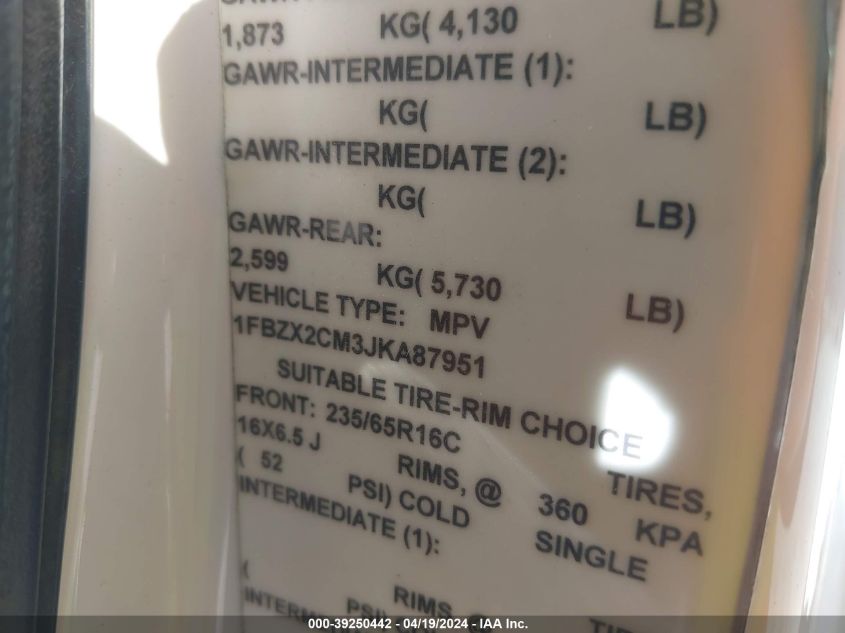 1,873 KG( 4,130 LB)
GAWR-INTERMEDIATE (1):
KG( LB)
GAWR-INTERMEDIATE (2):
KG( LB)
GAWR-REAR:
2,599 KG( 5,730 LB)
VEHICLE TYPE: MPV
1FBZX2CM3JKA87951
SUITABLE TIRE-RIM CHOICE
FRONT: 235/65R16C TIRES,
16X6.5 J RIMS, @ 360 KPA
( 52 PSI) COLD SINGLE
INTERMEDIATE (1):
( RIMS, @
000-39250442 - 04/19/2024 - IAA Inc.